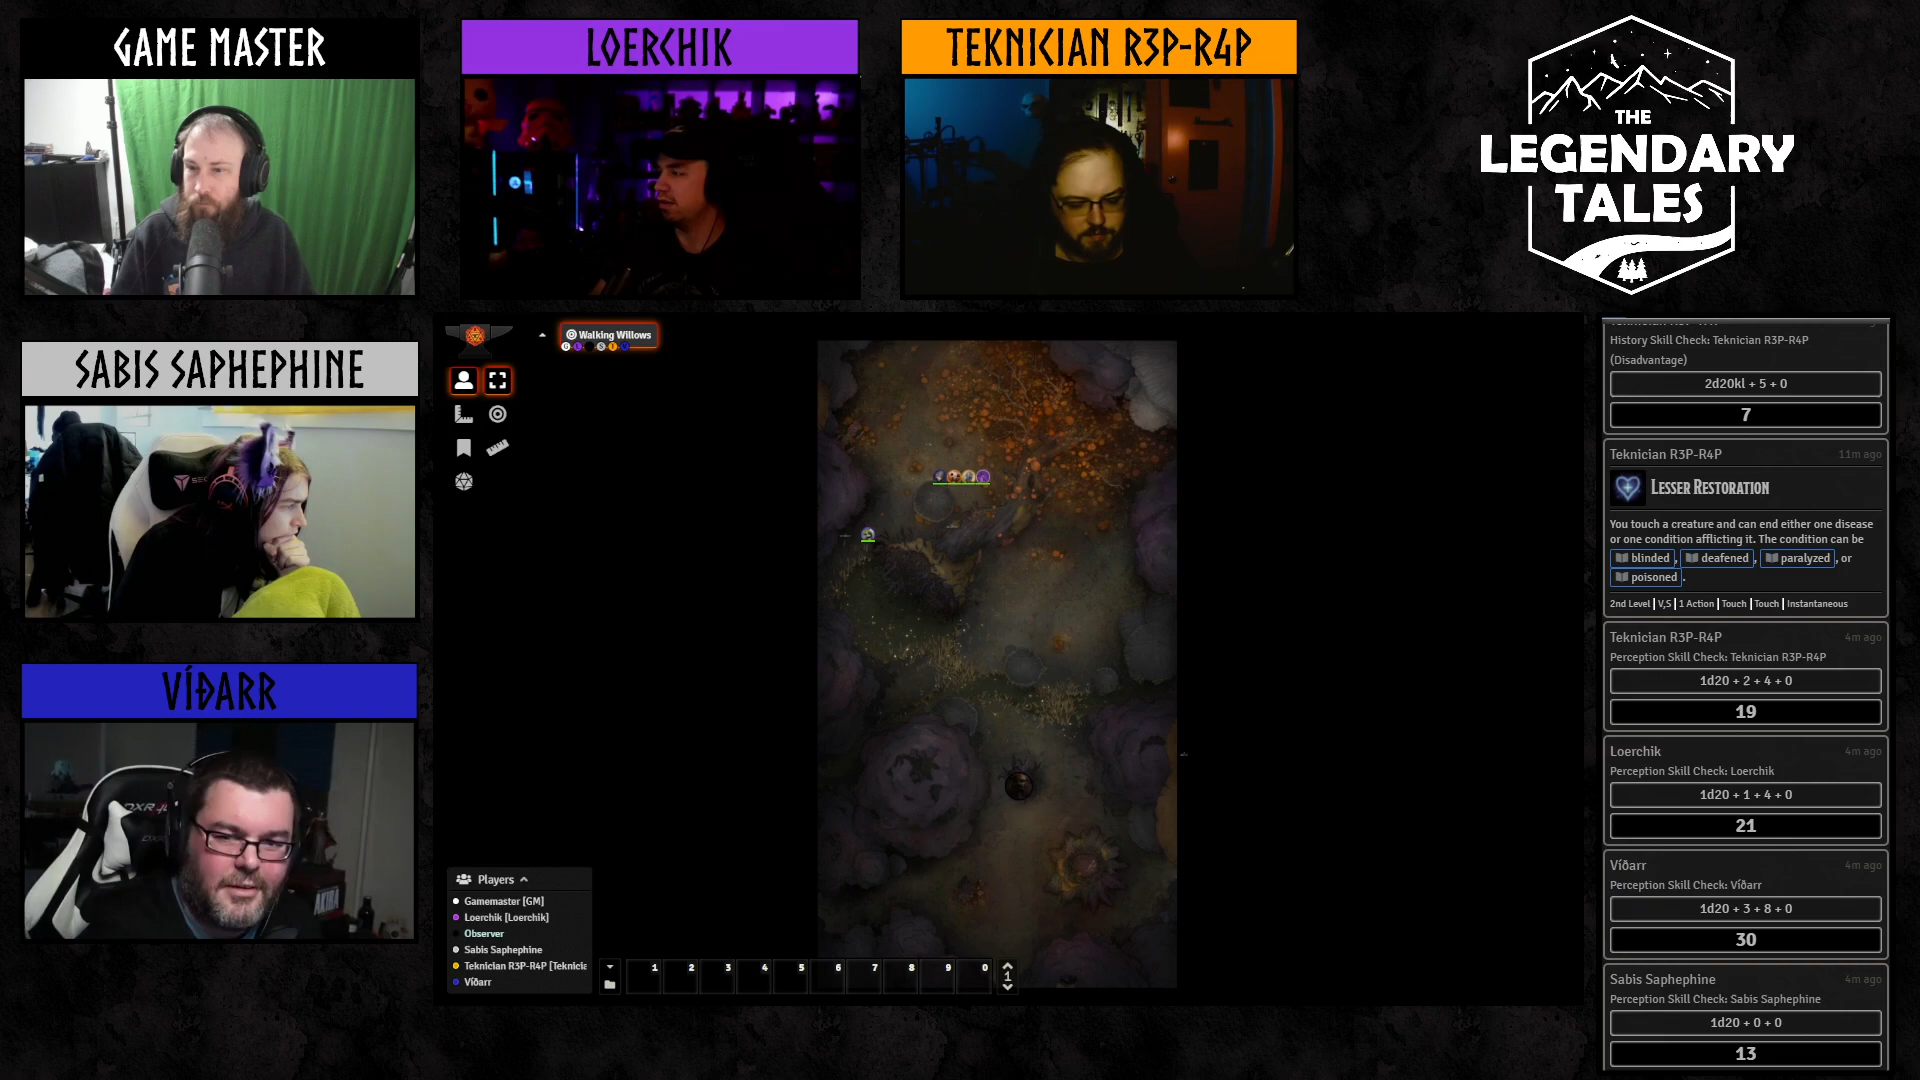 GAME MASTER
LOERCHIK
TEKNICIAN R3P-R4P
THE
LEGENDARY
TALES
SABIS SAPHEPHINE
VÍÐARR
Walking Willows
Players
Gamemaster [GM]
Loerchik [Loerchik]
Observer
Sabis Saphephine
Teknician R3P-R4P [Teknicia
Víðarr
1 2 3 4 5 6 7 8 9 0
1
AKIRA
History Skill Check: Teknician R3P-R4P
(Disadvantage)
2d20kl + 5 + 0
7
Teknician R3P-R4P 11m ago
LESSER RESTORATION
You touch a creature and can end either one disease
or one condition afflicting it. The condition can be
blinded, deafened, paralyzed, or
poisoned.
2nd Level | V,S | 1 Action | Touch | Touch | Instantaneous
Teknician R3P-R4P 4m ago
Perception Skill Check: Teknician R3P-R4P
1d20 + 2 + 4 + 0
19
Loerchik 4m ago
Perception Skill Check: Loerchik
1d20 + 1 + 4 + 0
21
Víðarr 4m ago
Perception Skill Check: Víðarr
1d20 + 3 + 8 + 0
30
Sabis Saphephine 4m ago
Perception Skill Check: Sabis Saphephine
1d20 + 0 + 0
13